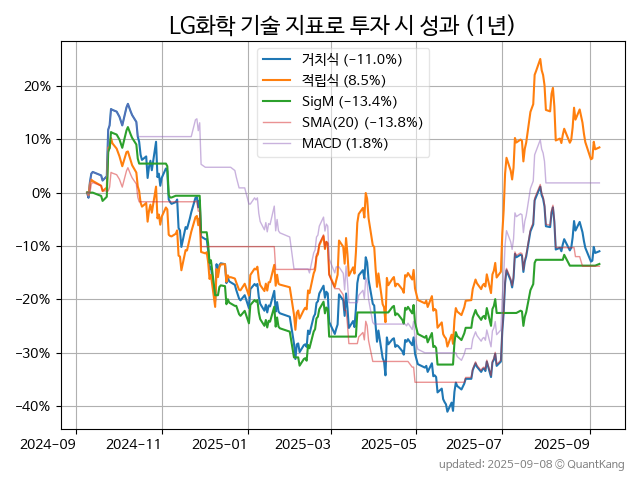 LG화학 기술 지표로 투자 시 성과 (1년)
거치식 (−11.0%)
적립식 (8.5%)
SigM (−13.4%)
SMA(20) (−13.8%)
MACD (1.8%)
20%
10%
0%
−10%
−20%
−30%
−40%
2024-09 2024-11 2025-01 2025-03 2025-05 2025-07 2025-09
updated: 2025-09-08 © QuantKang